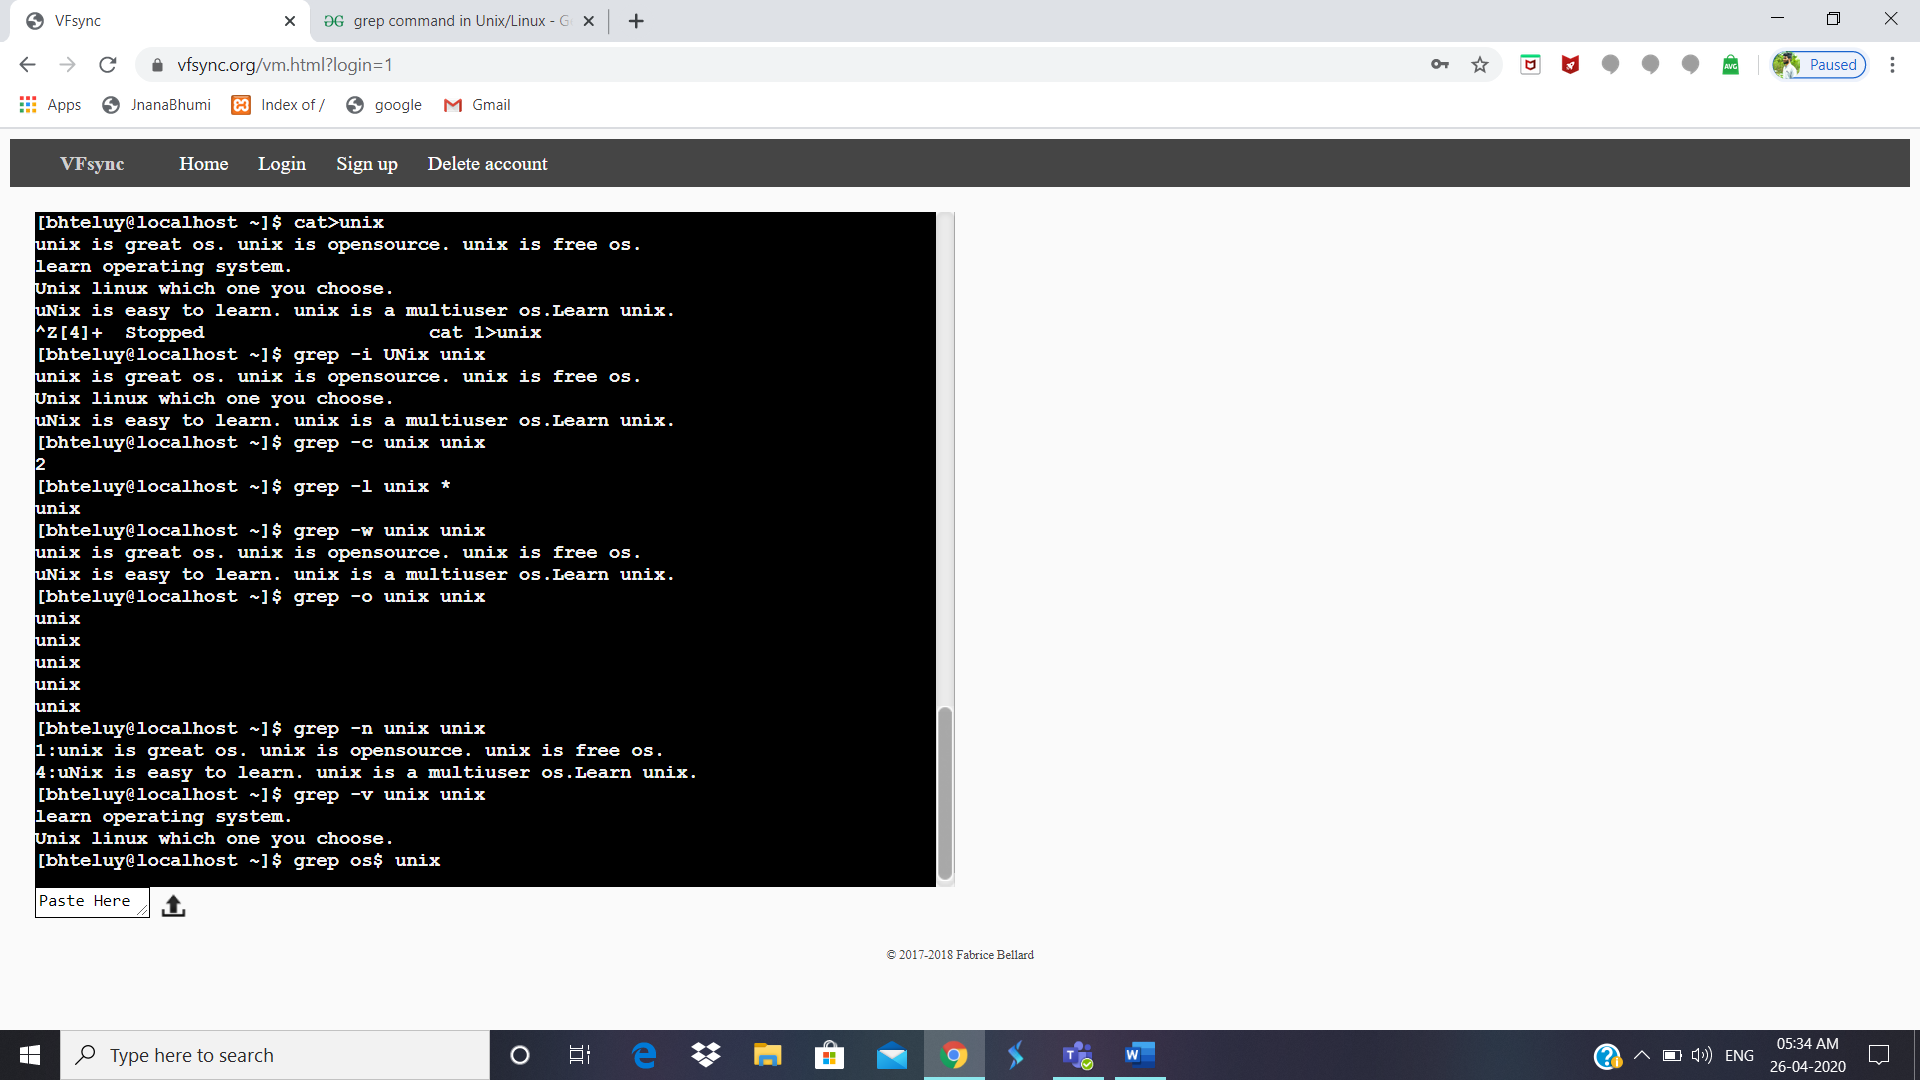 VFsync
grep command in Unix/Linux - G
vfsync.org/vm.html?login=1
Paused
Apps JnanaBhumi Index of / google Gmail
VFsync Home Login Sign up Delete account
[bhteluy@localhost ~]$ cat>unix
unix is great os. unix is opensource. unix is free os.
learn operating system.
Unix linux which one you choose.
uNix is easy to learn. unix is a multiuser os.Learn unix.
^Z[4]+  Stopped                    cat 1>unix
[bhteluy@localhost ~]$ grep -i UNix unix
unix is great os. unix is opensource. unix is free os.
Unix linux which one you choose.
uNix is easy to learn. unix is a multiuser os.Learn unix.
[bhteluy@localhost ~]$ grep -c unix unix
2
[bhteluy@localhost ~]$ grep -l unix *
unix
[bhteluy@localhost ~]$ grep -w unix unix
unix is great os. unix is opensource. unix is free os.
uNix is easy to learn. unix is a multiuser os.Learn unix.
[bhteluy@localhost ~]$ grep -o unix unix
unix
unix
unix
unix
unix
[bhteluy@localhost ~]$ grep -n unix unix
1:unix is great os. unix is opensource. unix is free os.
4:uNix is easy to learn. unix is a multiuser os.Learn unix.
[bhteluy@localhost ~]$ grep -v unix unix
learn operating system.
Unix linux which one you choose.
[bhteluy@localhost ~]$ grep os$ unix
Paste Here
© 2017-2018 Fabrice Bellard
Type here to search
ENG
05:34 AM
26-04-2020